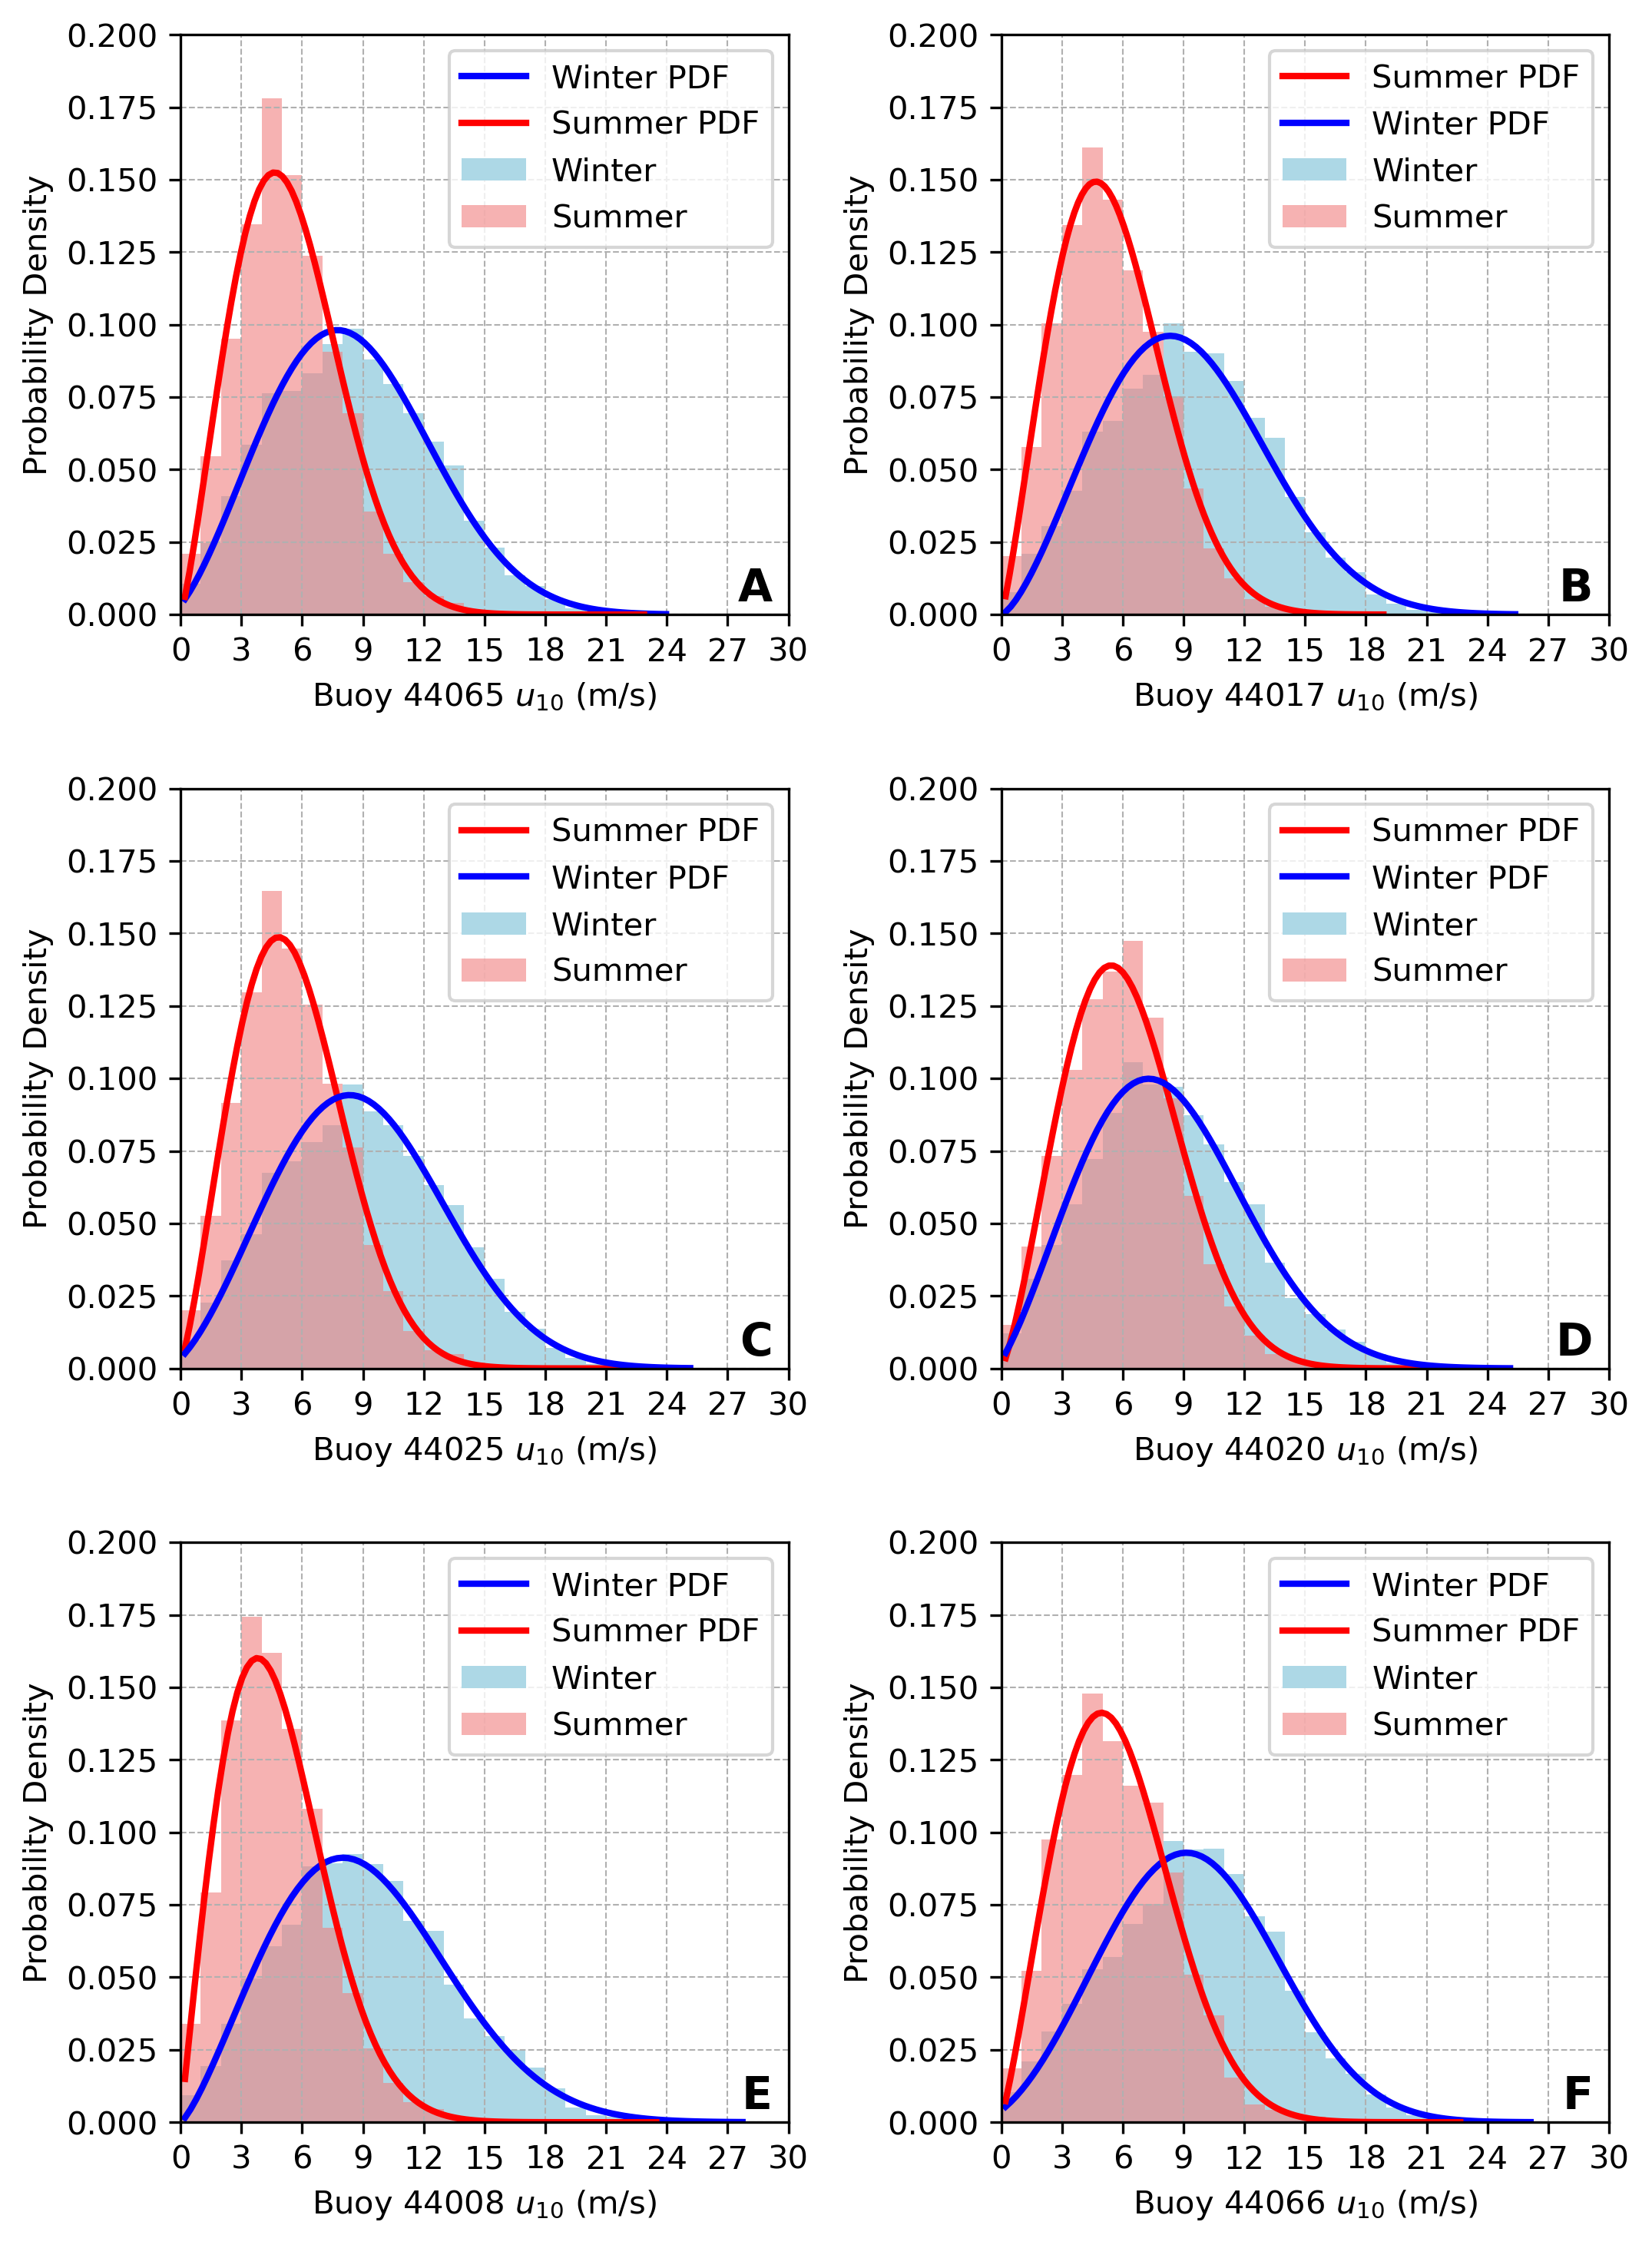 0.200
0.175
0.150
0.125
0.100
0.075
0.050
0.025
0.000
Probability Density
Winter PDF
Summer PDF
Winter
Summer
A
0 3 6 9 12 15 18 21 24 27 30
Buoy 44065 u10 (m/s)
0.200
0.175
0.150
0.125
0.100
0.075
0.050
0.025
0.000
Probability Density
Summer PDF
Winter PDF
Winter
Summer
B
0 3 6 9 12 15 18 21 24 27 30
Buoy 44017 u10 (m/s)
0.200
0.175
0.150
0.125
0.100
0.075
0.050
0.025
0.000
Probability Density
Summer PDF
Winter PDF
Winter
Summer
C
0 3 6 9 12 15 18 21 24 27 30
Buoy 44025 u10 (m/s)
0.200
0.175
0.150
0.125
0.100
0.075
0.050
0.025
0.000
Probability Density
Summer PDF
Winter PDF
Winter
Summer
D
0 3 6 9 12 15 18 21 24 27 30
Buoy 44020 u10 (m/s)
0.200
0.175
0.150
0.125
0.100
0.075
0.050
0.025
0.000
Probability Density
Winter PDF
Summer PDF
Winter
Summer
E
0 3 6 9 12 15 18 21 24 27 30
Buoy 44008 u10 (m/s)
0.200
0.175
0.150
0.125
0.100
0.075
0.050
0.025
0.000
Probability Density
Winter PDF
Summer PDF
Winter
Summer
F
0 3 6 9 12 15 18 21 24 27 30
Buoy 44066 u10 (m/s)